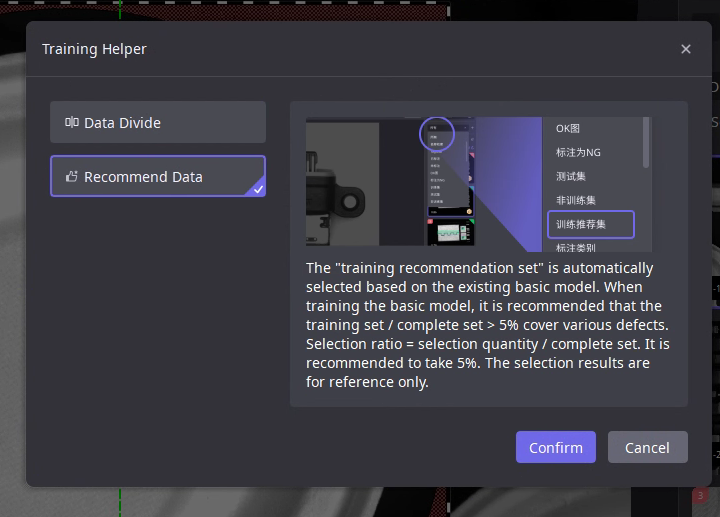 Training Helper
Data Divide
Recommend Data
OK图
标注为NG
测试集
非训练集
训练推荐集
标注类别
The "training recommendation set" is automatically
selected based on the existing basic model. When
training the basic model, it is recommended that the
training set / complete set > 5% cover various defects.
Selection ratio = selection quantity / complete set. It is
recommended to take 5%. The selection results are
for reference only.
Confirm
Cancel
3